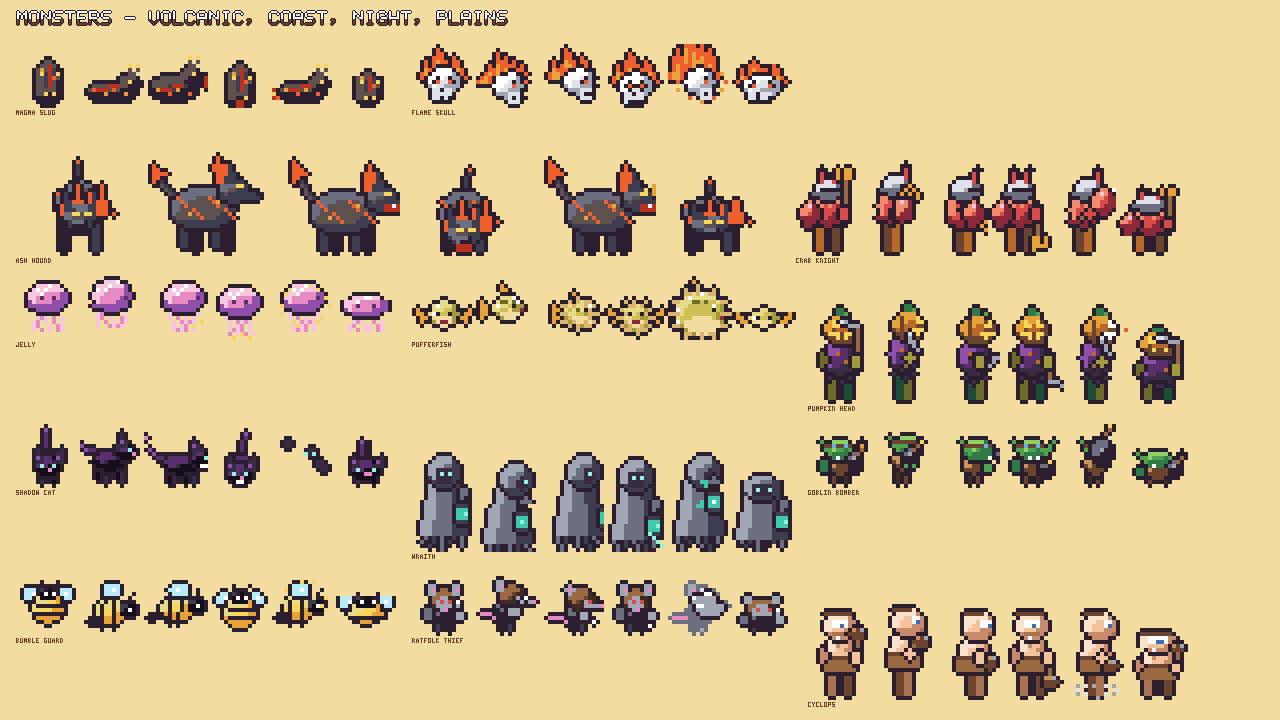 MONSTERS - VOLCANIC, COAST, NIGHT, PLAINS
MAGMA SLUG
FLAME SKULL
ASH HOUND
CRAB KNIGHT
JELLY
PUFFERFISH
PUMPKIN HEAD
SHADOW CAT
GOBLIN BOMBER
WRAITH
BUMBLE GUARD
RATFOLK THIEF
CYCLOPS